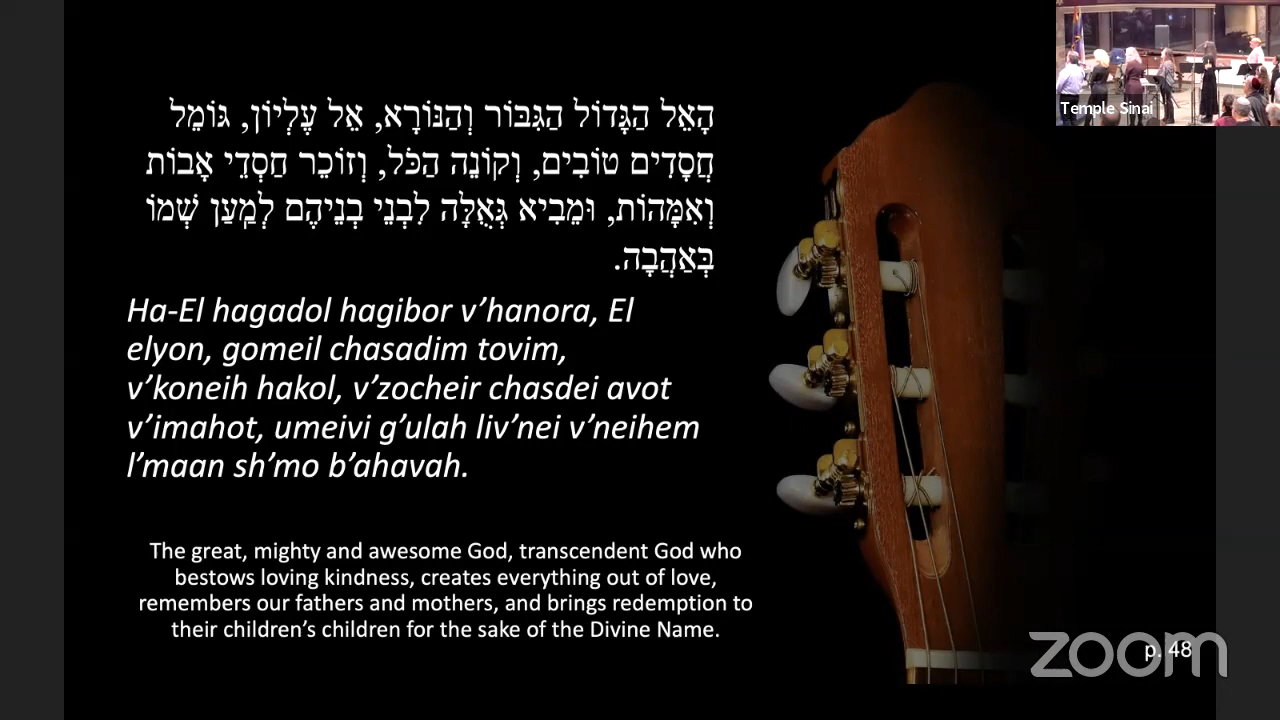 Temple Sinai
הָאֵל הַגָּדוֹל הַגִּבּוֹר וְהַנּוֹרָא, אֵל עֶלְיוֹן, גּוֹמֵל
חֲסָדִים טוֹבִים, וְקוֹנֵה הַכֹּל, וְזוֹכֵר חַסְדֵי אָבוֹת
וְאִמָּהוֹת, וּמֵבִיא גְּאֻלָּה לִבְנֵי בְנֵיהֶם לְמַעַן שְׁמוֹ
בְּאַהֲבָה.
Ha-El hagadol hagibor v’hanora, El
elyon, gomeil chasadim tovim,
v’koneih hakol, v’zocheir chasdei avot
v’imahot, umeivi g’ulah liv’nei v’neihem
l’maan sh’mo b’ahavah.
The great, mighty and awesome God, transcendent God who
bestows loving kindness, creates everything out of love,
remembers our fathers and mothers, and brings redemption to
their children’s children for the sake of the Divine Name.
p. 48
zoom